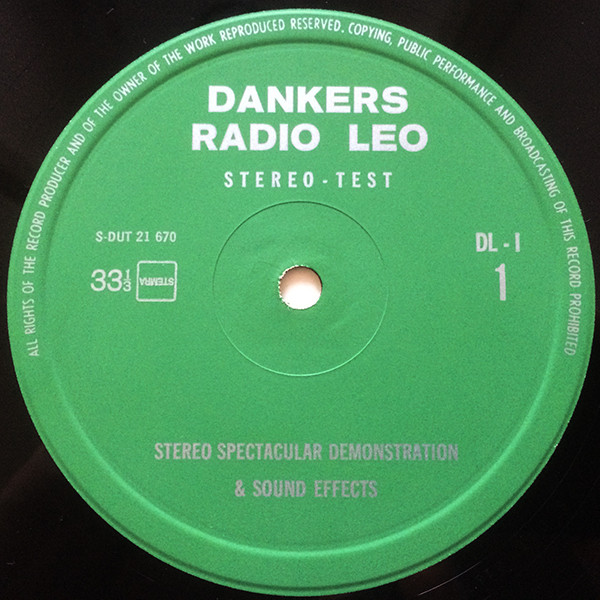 ALL RIGHTS OF THE RECORD PRODUCER AND OF THE OWNER OF THE WORK REPRODUCED RESERVED. COPYING, PUBLIC PERFORMANCE AND BROADCASTING OF THIS RECORD PROHIBITED
DANKERS
RADIO LEO
STEREO-TEST
S-DUT 21 670
DL - I
33⅓ STEMRA
1
STEREO SPECTACULAR DEMONSTRATION
& SOUND EFFECTS